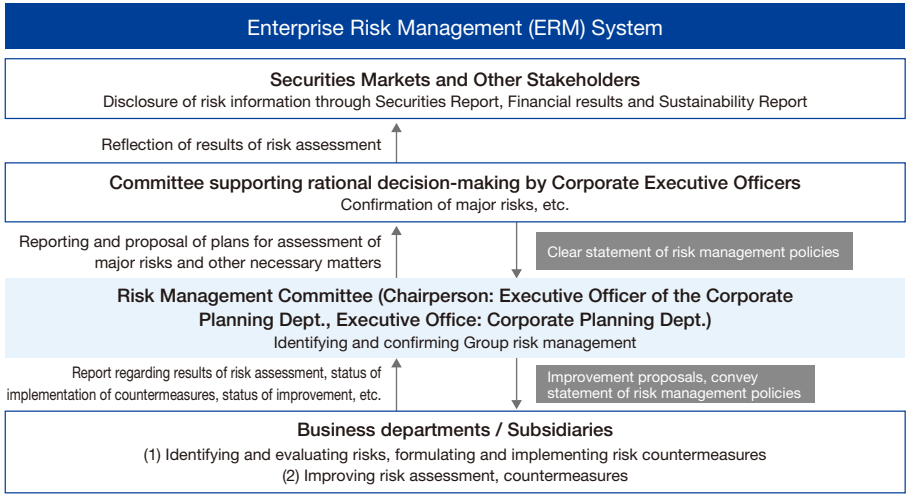 Enterprise Risk Management (ERM) System
Securities Markets and Other Stakeholders
Disclosure of risk information through Securities Report, Financial results and Sustainability Report
Reflection of results of risk assessment
Committee supporting rational decision-making by Corporate Executive Officers
Confirmation of major risks, etc.
Reporting and proposal of plans for assessment of
major risks and other necessary matters
Clear statement of risk management policies
Risk Management Committee (Chairperson: Executive Officer of the Corporate
Planning Dept., Executive Office: Corporate Planning Dept.)
Identifying and confirming Group risk management
Report regarding results of risk assessment, status of
implementation of countermeasures, status of improvement, etc.
Improvement proposals, convey
statement of risk management policies
Business departments / Subsidiaries
(1) Identifying and evaluating risks, formulating and implementing risk countermeasures
(2) Improving risk assessment, countermeasures